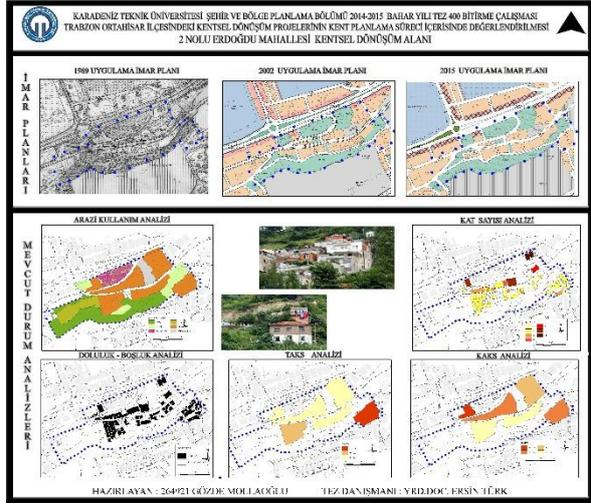 KARADENİZ TEKNİK ÜNİVERSİTESİ ŞEHİR VE BÖLGE PLANLAMA BÖLÜMÜ 2014-2015 BAHAR YILI TEZ 400 BİTİRME ÇALIŞMASI
TRABZON ORTAHİSAR İLÇESİNDEKİ KENTSEL DÖNÜŞÜM PROJELERİNİN KENT PLANLAMA SÜRECİ İÇERİSİNDE DEĞERLENDİRİLMESİ
2 NOLU ERDOĞDU MAHALLESİ KENTSEL DÖNÜŞÜM ALANI
İMAR PLANLARI
1989 UYGULAMA İMAR PLANI
2002 UYGULAMA İMAR PLANI
2015 UYGULAMA İMAR PLANI
MEVCUT DURUM ANALİZLERİ
ARAZİ KULLANIM ANALİZİ
KAT SAYISI ANALİZİ
DOLULUK - BOŞLUK ANALİZİ
TAKS ANALİZİ
KAKS ANALİZİ
HAZIRLAYAN : 264921 GÖZDE MOLLAOĞLU TEZ DANIŞMANI : YRD.DOÇ. ERSİN TÜRK